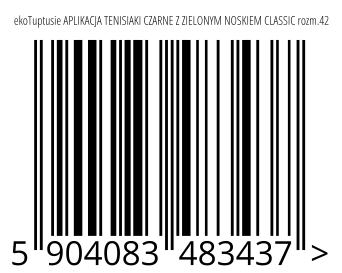 ekoTuptusie APLIKACJA TENISIAKI CZARNE Z ZIELONYM NOSKIEM CLASSIC rozm.42
5 904083 483437 >